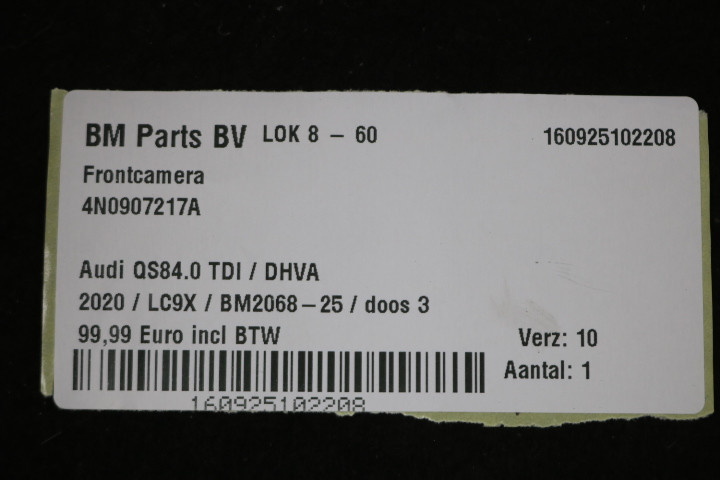 BM Parts BV LOK 8 - 60 160925102208
Frontcamera
4N0907217A
Audi QS84.0 TDI / DHVA
2020 / LC9X / BM2068-25 / doos 3
99,99 Euro incl BTW Verz: 10
Aantal: 1
160925102208